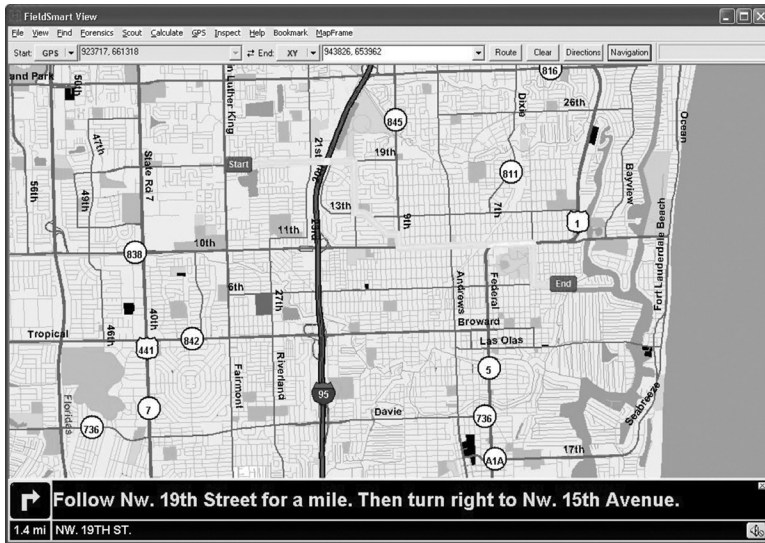 FieldSmart View
File View Find Forensics Scout Calculate GPS Inspect Help Bookmark MapFrame
Start: GPS 923717, 661318 End: XY 943826, 653962 Route Clear Directions Navigation
and Park
50th
n Luther King
816
Dixie
26th
Ocean
47th
845
State Rd 7
21st
19th
Start
Bayview
56th
49th
811
13th
7th
9th
1
11th
23rd
10th
838
Fort Lauderdale Beach
6th
27th
Andrews
Federal
End
Tropical
46th
40th
842
Broward
Las Olas
441
Fairmont
Riverland
5
Floridas
7
95
Davie
736
736
Seabreeze
17th
A1A
Follow Nw. 19th Street for a mile. Then turn right to Nw. 15th Avenue.
1.4 mi NW. 19TH ST.